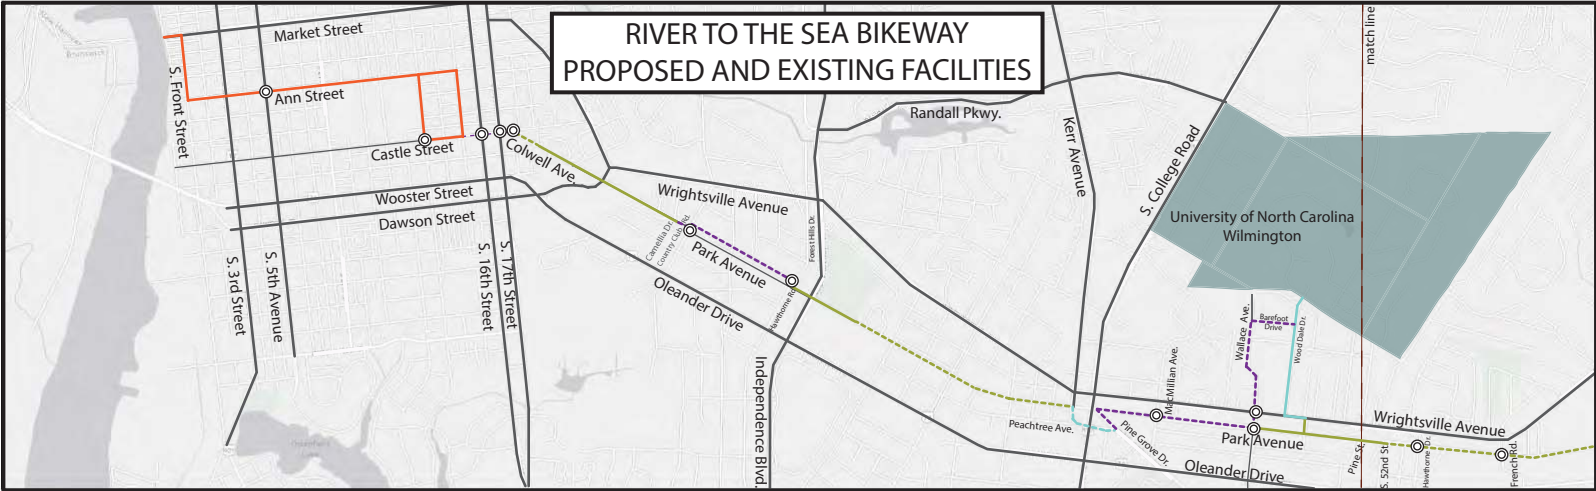 RIVER TO THE SEA BIKEWAY
PROPOSED AND EXISTING FACILITIES
match line
Market Street
S. Front Street
Ann Street
Castle Street
Colwell Ave.
Wooster Street
Dawson Street
S. 3rd Street
S. 5th Avenue
S. 16th Street
S. 17th Street
Wrightsville Avenue
Camellia Dr.
Country Club Rd.
Park Avenue
Hawthorne Rd.
Forest Hills Dr.
Oleander Drive
Independence Blvd.
Randall Pkwy.
Kerr Avenue
S. College Road
University of North Carolina
Wilmington
Wallace Ave.
Barefoot
Drive
Wood Dale Dr.
MacMillian Ave.
Peachtree Ave.
Pine Grove Dr.
Park Avenue
Wrightsville Avenue
Oleander Drive
Pine St.
S. 52nd St.
Hawthorne Dr.
French Rd.